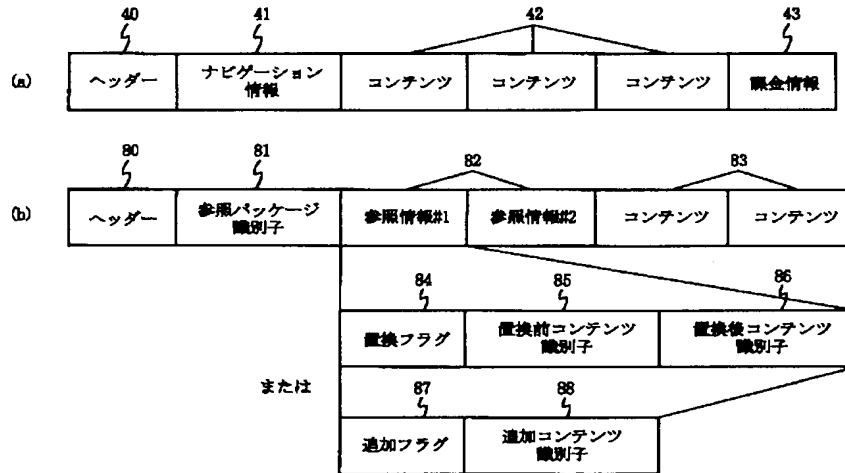 40 41 42 43
(a) ヘッダー ナビゲーション情報 コンテンツ コンテンツ コンテンツ 課金情報
80 81 82 83
(b) ヘッダー 参照パッケージ識別子 参照情報#1 参照情報#2 コンテンツ コンテンツ
84 85 86
置換フラグ 置換前コンテンツ識別子 置換後コンテンツ識別子
または
87 88
追加フラグ 追加コンテンツ識別子